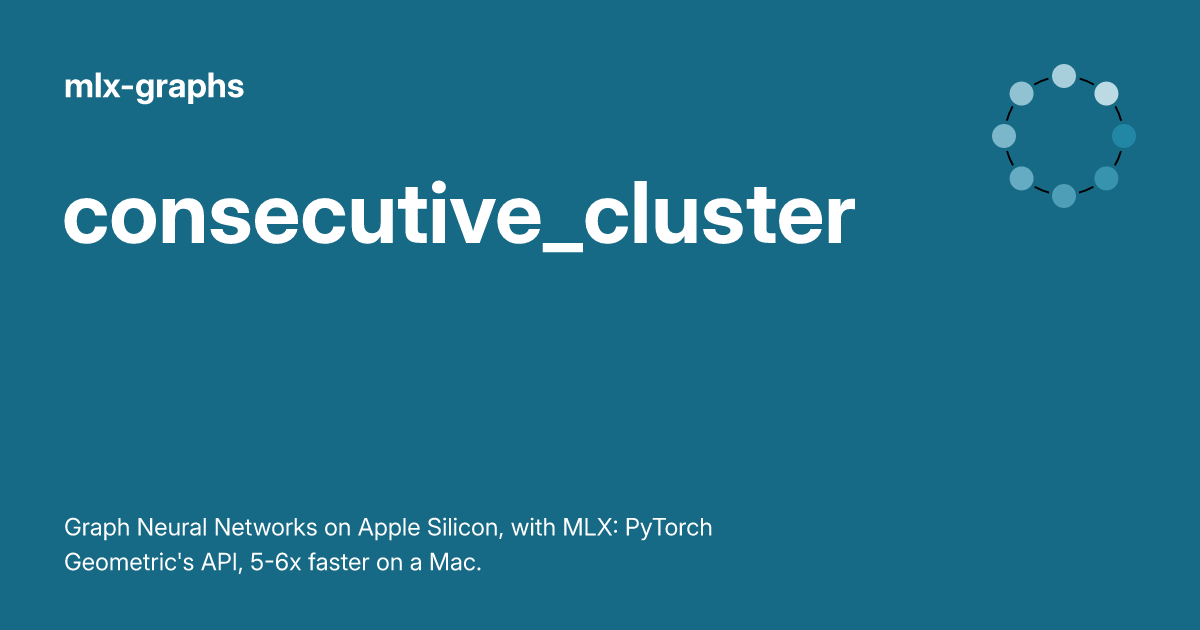 mlx-graphs
consecutive_cluster
Graph Neural Networks on Apple Silicon, with MLX: PyTorch
Geometric's API, 5-6x faster on a Mac.